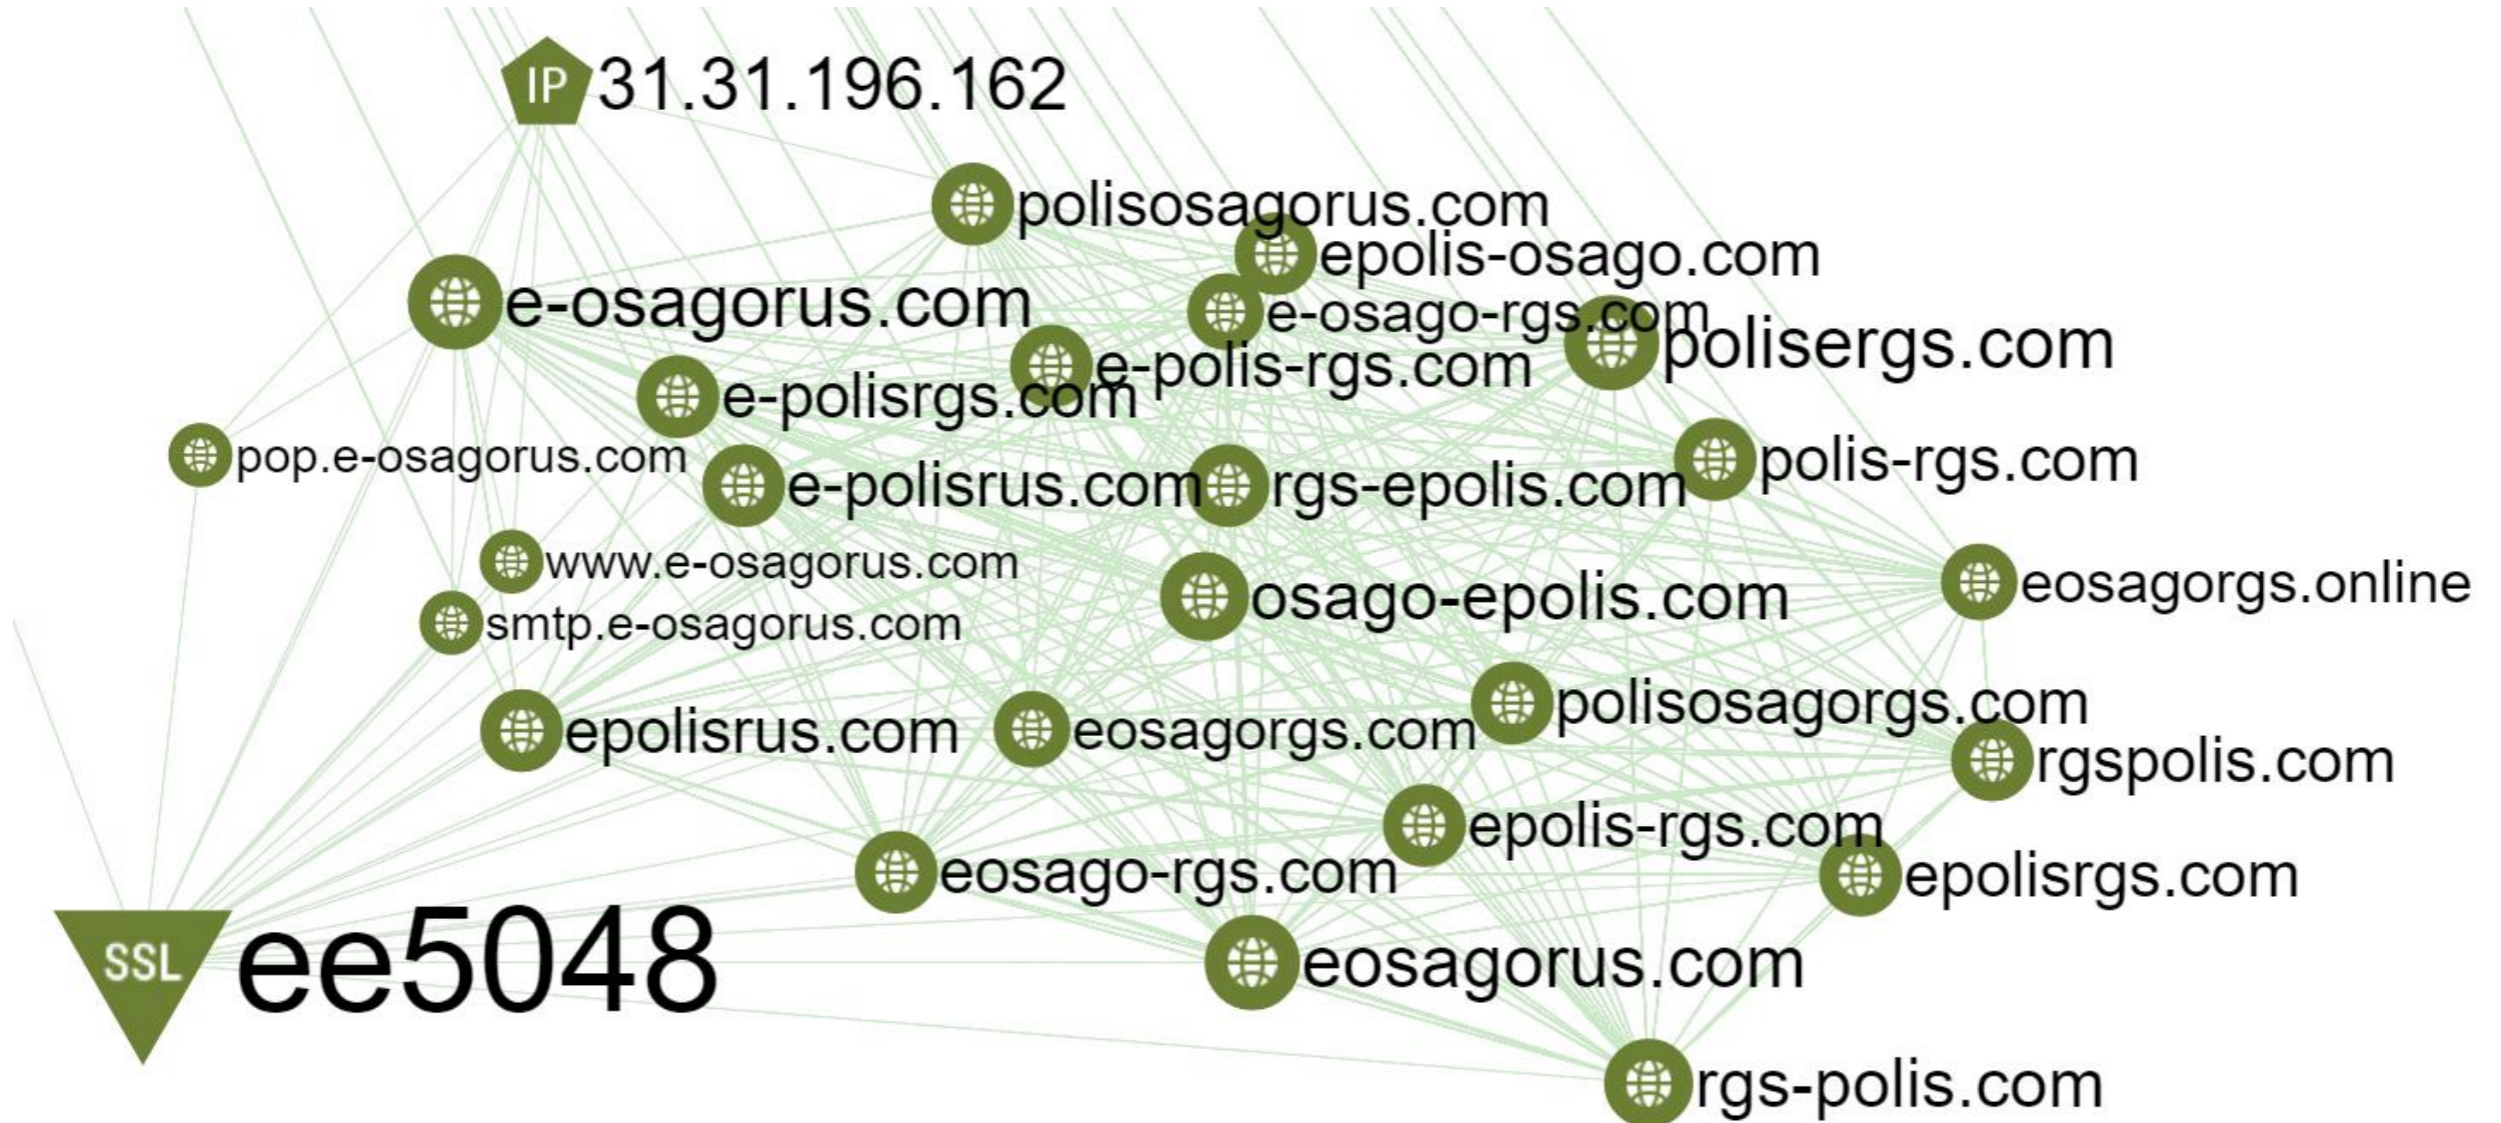 IP 31.31.196.162
polisosagorus.com
epolis-osago.com
e-osagorus.com
e-osago-rgs.com
polisergs.com
e-polis-rgs.com
e-polisrgs.com
pop.e-osagorus.com
polis-rgs.com
e-polisrus.com
rgs-epolis.com
www.e-osagorus.com
eosagorgs.online
osago-epolis.com
smtp.e-osagorus.com
polisosagorgs.com
epolisrus.com
eosagorgs.com
rgspolis.com
epolis-rgs.com
eosago-rgs.com
epolisrgs.com
SSL ee5048
eosagorus.com
rgs-polis.com